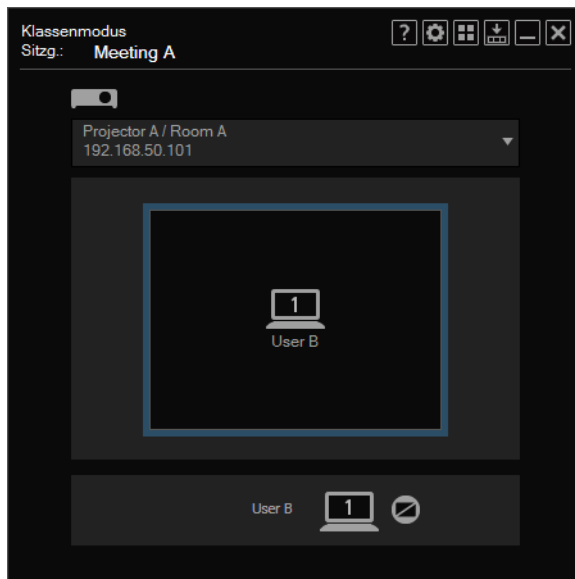 Klassenmodus
Sitzg.: Meeting A
?
Projector A / Room A
192.168.50.101
1
User B
User B 1